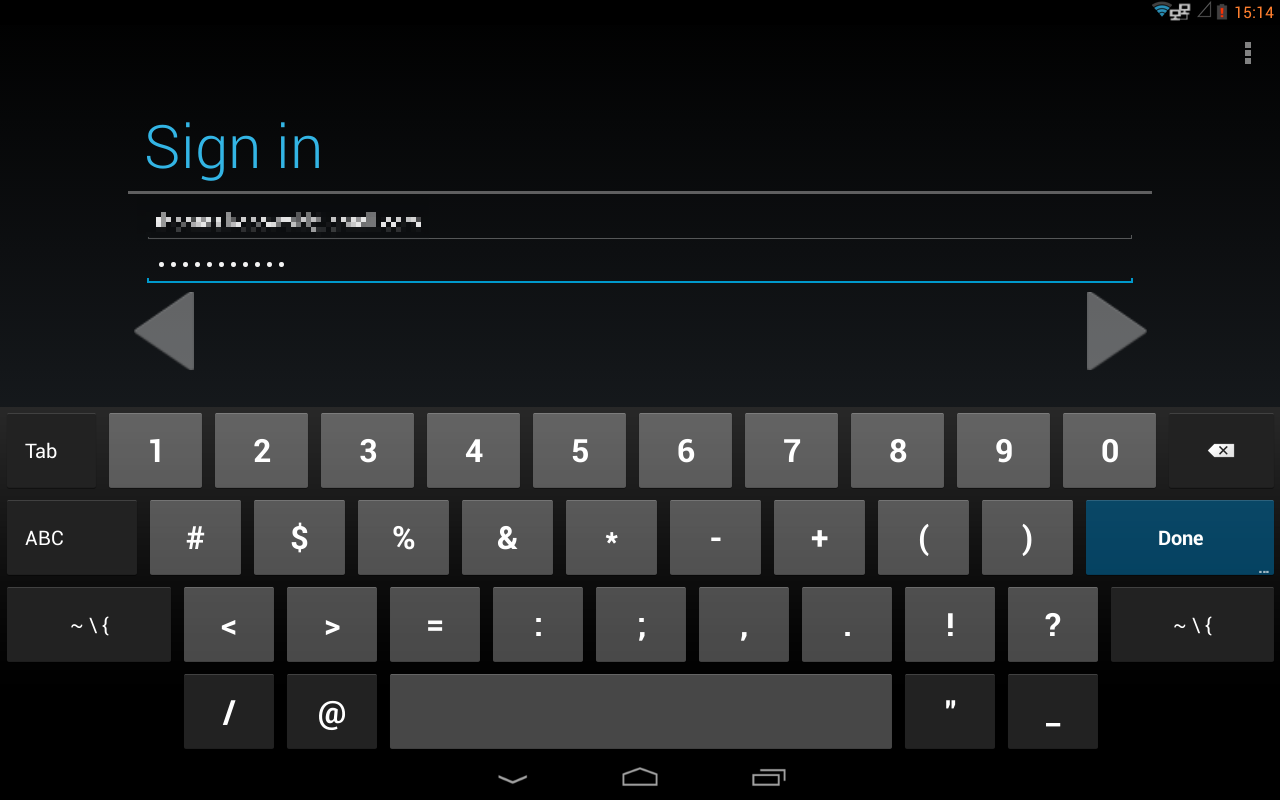 15:14
Sign in
•••••••••••
Tab 1 2 3 4 5 6 7 8 9 0
ABC # $ % & * - + ( ) Done ...
~ \ { < > = : ; , . ! ? ~ \ {
/ @ " _